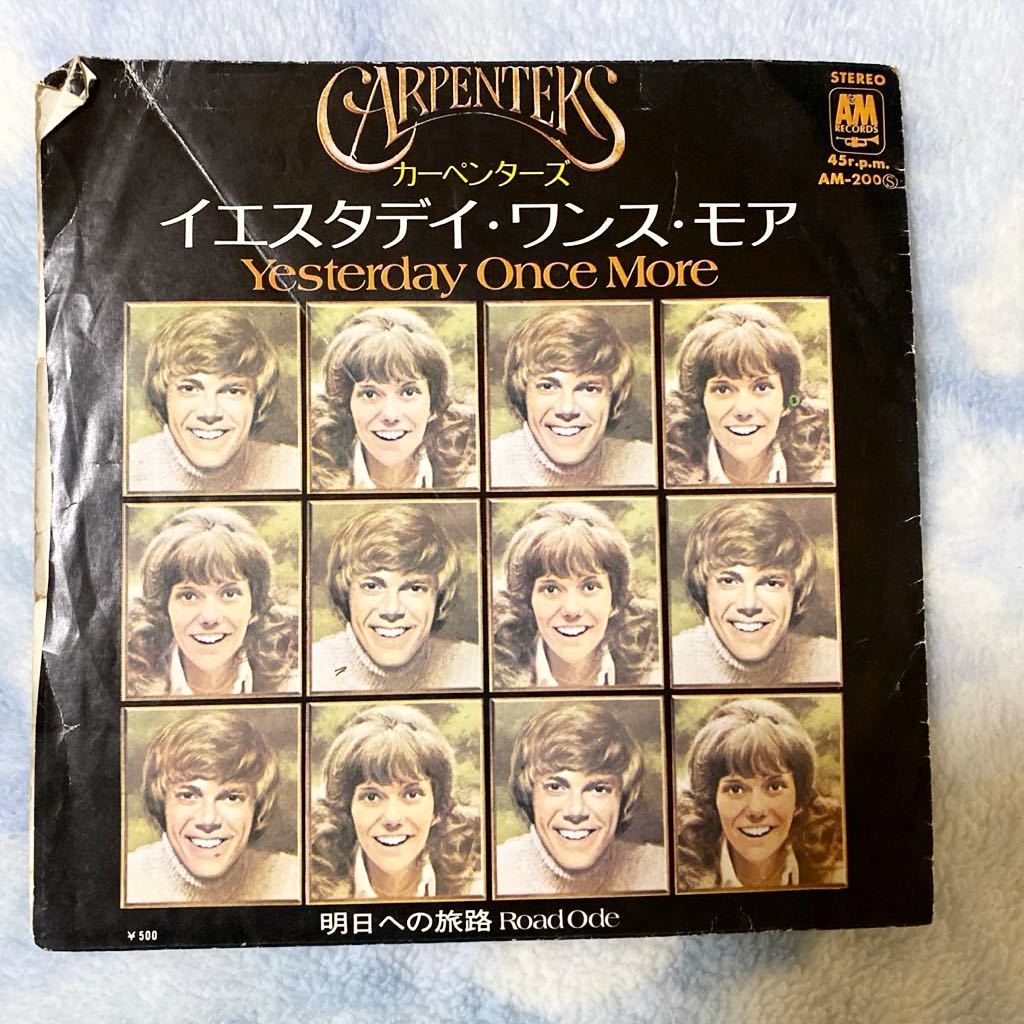 CARPENTERS
カーペンターズ
イエスタデイ・ワンス・モア
Yesterday Once More
STEREO
A&M
RECORDS
45r.p.m.
AM-200Ⓢ
明日への旅路 Road Ode
¥500